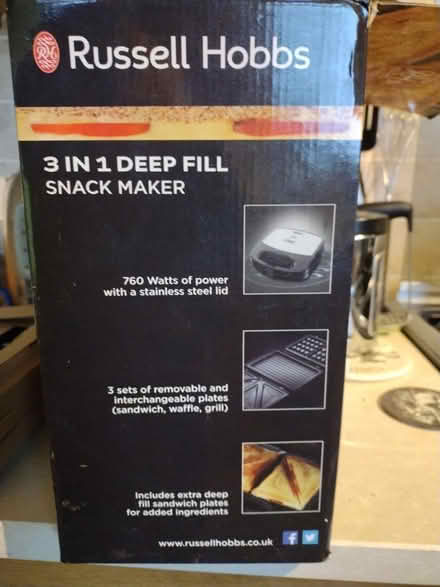 Russell Hobbs
3 IN 1 DEEP FILL
SNACK MAKER
760 Watts of power
with a stainless steel lid
3 sets of removable and
interchangeable plates
(sandwich, waffle, grill)
Includes extra deep
fill sandwich plates
for added ingredients
www.russellhobbs.co.uk